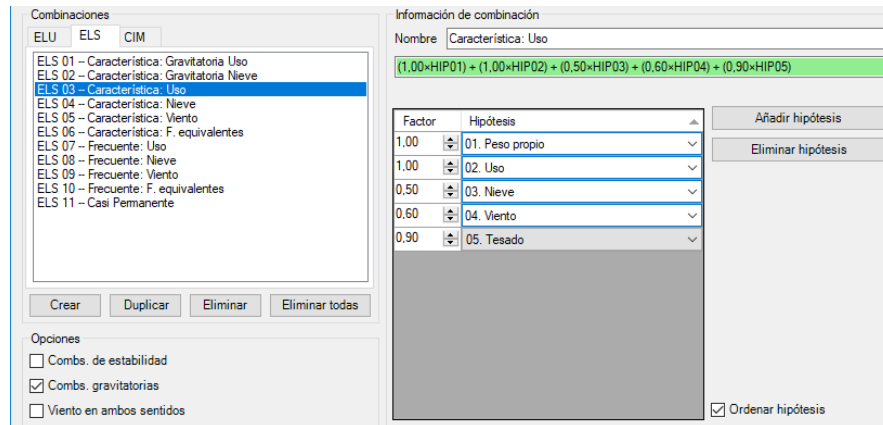 Combinaciones
ELU ELS CIM
ELS 01 – Característica: Gravitatoria Uso
ELS 02 – Característica: Gravitatoria Nieve
ELS 03 – Característica: Uso
ELS 04 – Característica: Nieve
ELS 05 – Característica: Viento
ELS 06 – Característica: F. equivalentes
ELS 07 – Frecuente: Uso
ELS 08 – Frecuente: Nieve
ELS 09 – Frecuente: Viento
ELS 10 – Frecuente: F. equivalentes
ELS 11 – Casi Permanente
Crear Duplicar Eliminar Eliminar todas
Opciones
Combs. de estabilidad
Combs. gravitatorias
Viento en ambos sentidos
Información de combinación
Nombre Característica: Uso
(1,00×HIP01) + (1,00×HIP02) + (0,50×HIP03) + (0,60×HIP04) + (0,90×HIP05)
Factor Hipótesis
1,00 01. Peso propio
1,00 02. Uso
0,50 03. Nieve
0,60 04. Viento
0,90 05. Tesado
Añadir hipótesis
Eliminar hipótesis
Ordenar hipótesis